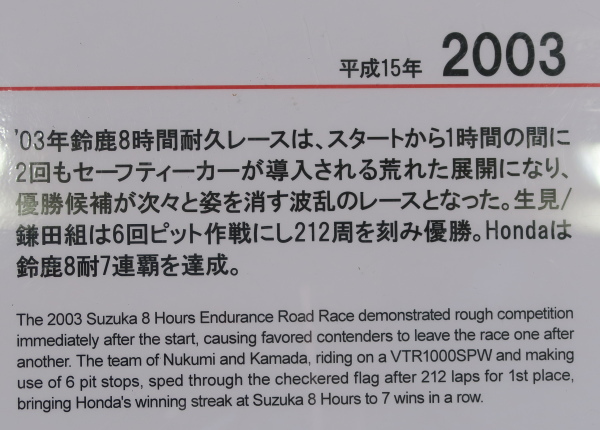 平成15年 2003
'03年鈴鹿8時間耐久レースは、スタートから1時間の間に
2回もセーフティーカーが導入される荒れた展開になり、
優勝候補が次々と姿を消す波乱のレースとなった。生見/
鎌田組は6回ピット作戦にし212周を刻み優勝。Hondaは
鈴鹿8耐7連覇を達成。
The 2003 Suzuka 8 Hours Endurance Road Race demonstrated rough competition
immediately after the start, causing favored contenders to leave the race one after
another. The team of Nukumi and Kamada, riding on a VTR1000SPW and making
use of 6 pit stops, sped through the checkered flag after 212 laps for 1st place,
bringing Honda's winning streak at Suzuka 8 Hours to 7 wins in a row.